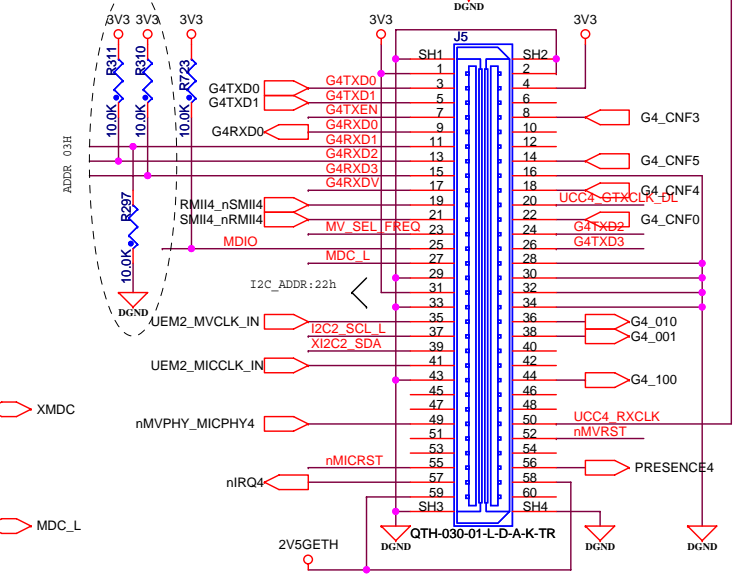 DGND
3V3 3V3 3V3 3V3 J5 3V3
R311 10.0K
R310 10.0K
R723 10.0K
R297 10.0K
ADDR 03H
DGND
SH1 SH2
1 2
G4TXD0 G4TXD0 3 4
G4TXD1 G4TXD1 5 6
G4TXEN 7 8 G4_CNF3
G4RXD0 G4RXD0 9 10
G4RXD1 11 12
G4RXD2 13 14 G4_CNF5
G4RXD3 15 16
G4RXDV 17 18 G4_CNF4
RMII4_nSMII4 19 20 UCC4_GTXCLK_DL
SMII4_nRMII4 21 22 G4_CNF0
MV_SEL_FREQ 23 24 G4TXD2
MDIO 25 26 G4TXD3
MDC_L 27 28
29 30
I2C_ADDR:22h 31 32
33 34
UEM2_MVCLK_IN 35 36 G4_010
I2C2_SCL_L 37 38 G4_001
XI2C2_SDA 39 40
UEM2_MICCLK_IN 41 42
43 44 G4_100
45 46
XMDC 47 48
nMVPHY_MICPHY4 49 50 UCC4_RXCLK
51 52 nMVRST
53 54
nMICRST 55 56 PRESENCE4
nIRQ4 57 58
59 60
SH3 SH4
MDC_L
QTH-030-01-L-D-A-K-TR
DGND DGND DGND
2V5GETH